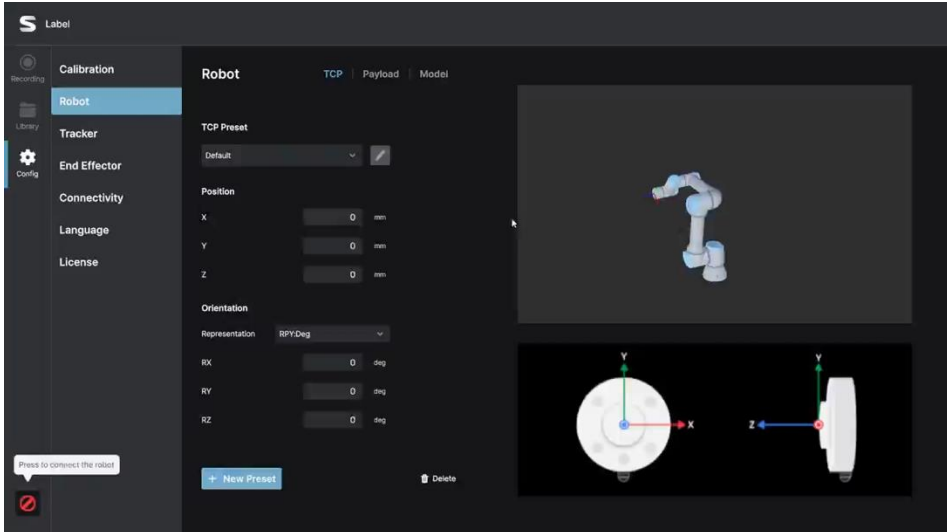 S Label
Recording
Library
Config
Calibration
Robot
Tracker
End Effector
Connectivity
Language
License
Robot
TCP | Payload | Model
TCP Preset
Default
Position
X 0 mm
Y 0 mm
Z 0 mm
Orientation
Representation RPY:Deg
RX 0 deg
RY 0 deg
RZ 0 deg
+ New Preset
Delete
Y
X
Y
Z
Press to connect the robot